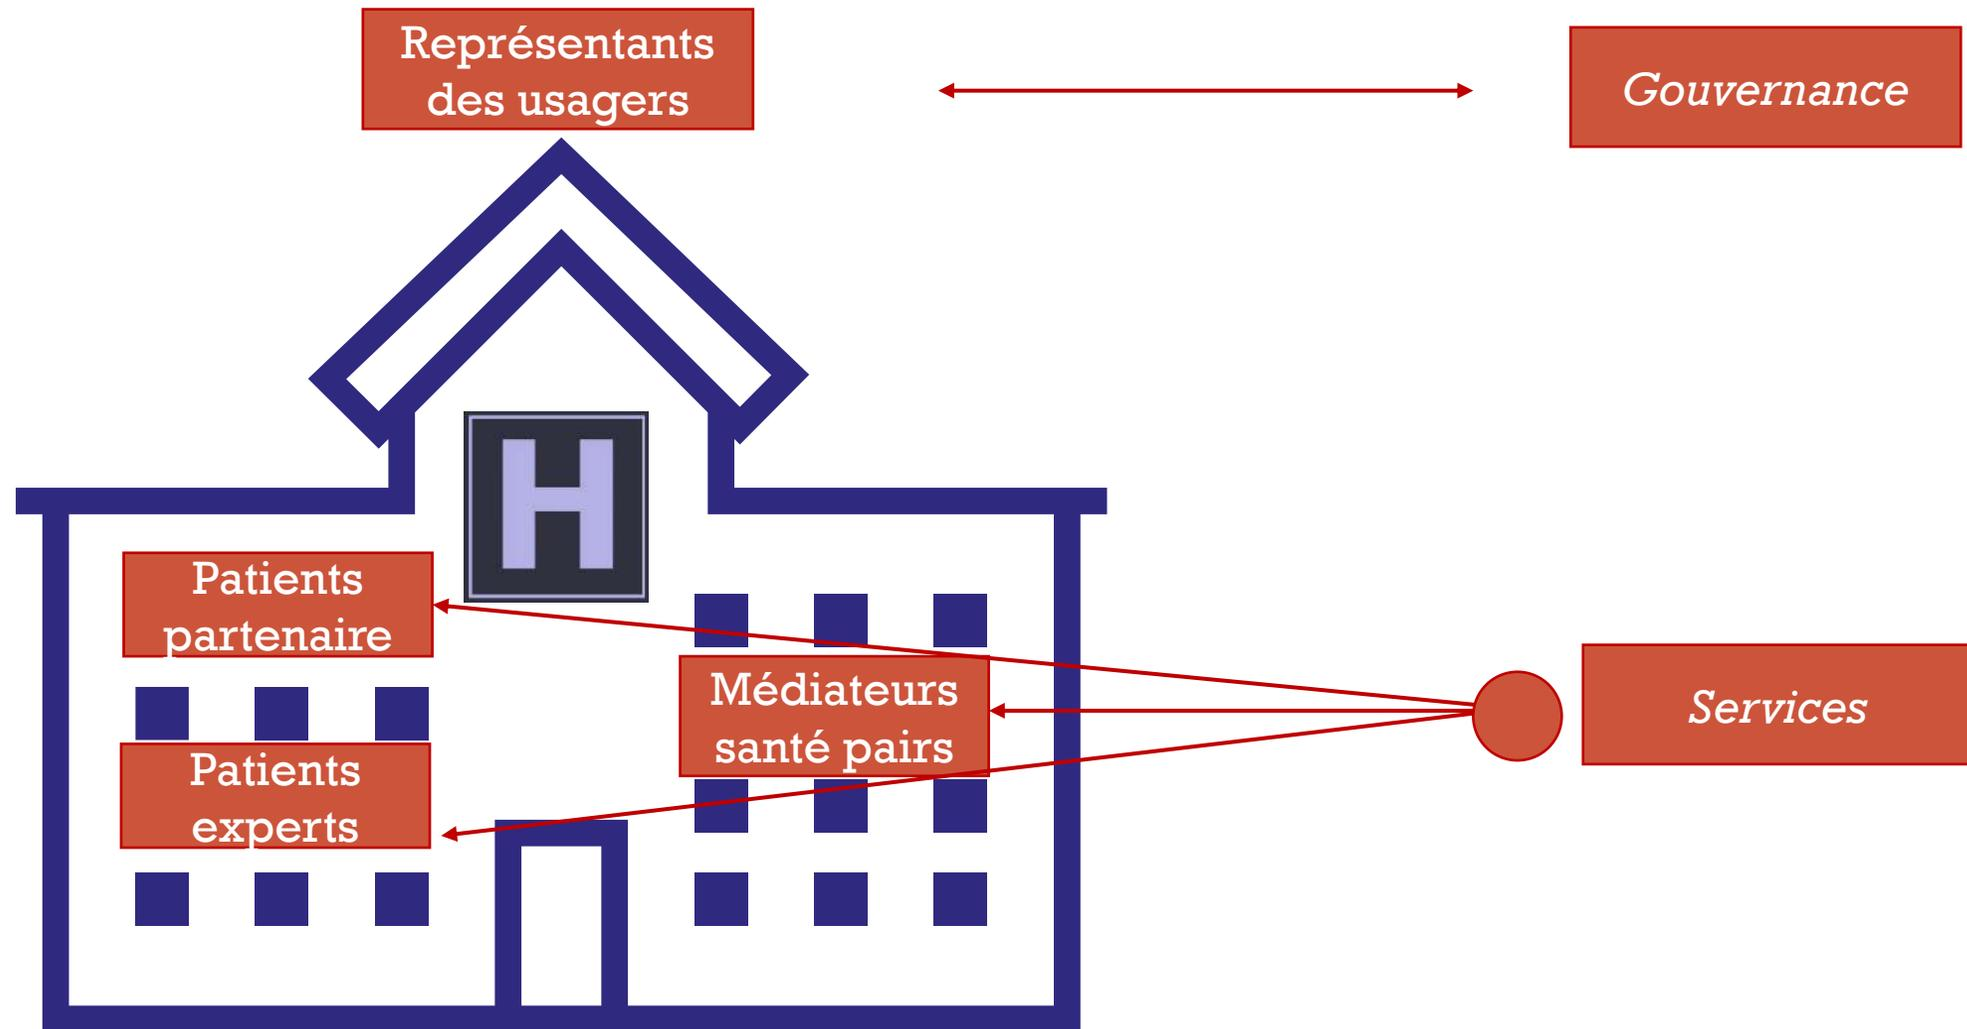 Représentants
des usagers
Gouvernance
H
Patients
partenaire
Médiateurs
santé pairs
Services
Patients
experts